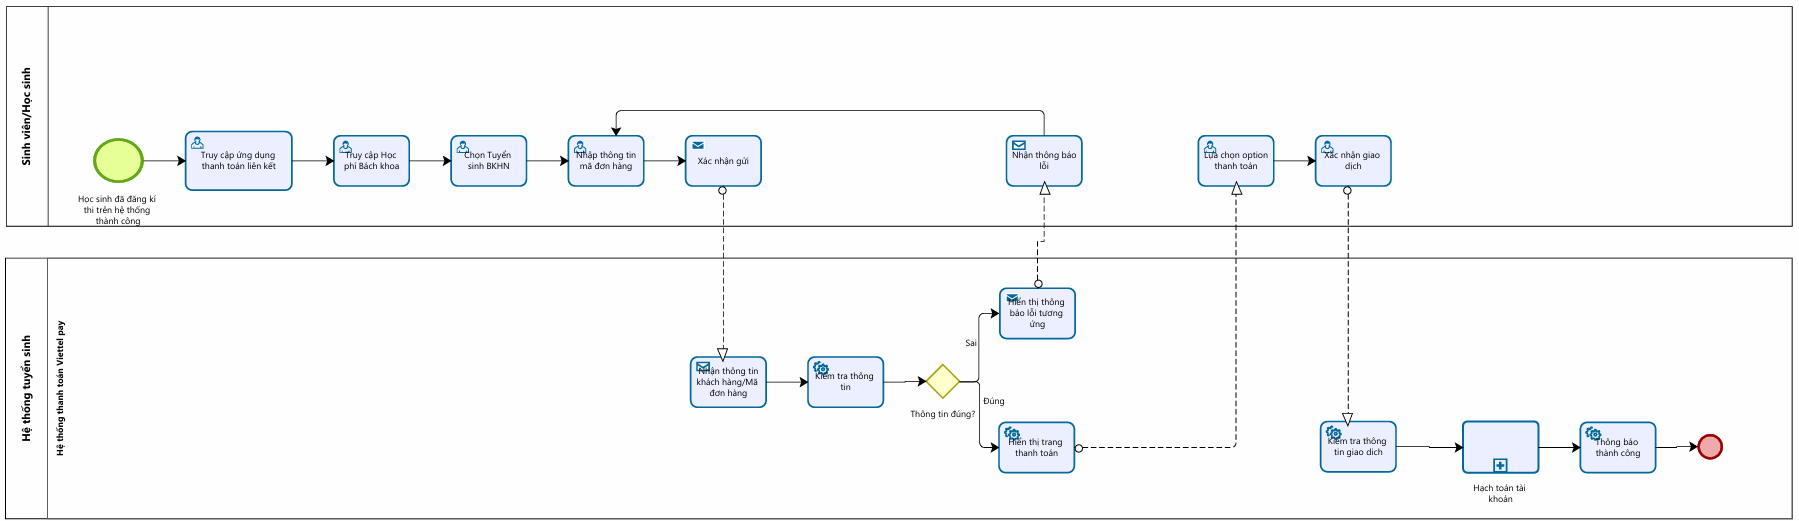 Sinh viên/Học sinh
Học sinh đã đăng kí
thi trên hệ thống
thành công
Truy cập ứng dụng
thanh toán liên kết
Truy cập Học
phí Bách khoa
Chọn Tuyển
sinh BKHN
Nhập thông tin
mã đơn hàng
Xác nhận gửi
Nhận thông báo
lỗi
Lựa chọn option
thanh toán
Xác nhận giao
dịch
Hệ thống tuyển sinh
Hệ thống thanh toán Viettel pay
Nhận thông tin
khách hàng/Mã
đơn hàng
Kiểm tra thông
tin
Thông tin đúng?
Sai
Hiển thị thông
báo lỗi tương
ứng
Đúng
Hiển thị trang
thanh toán
Kiểm tra thông
tin giao dịch
Hạch toán tài
khoản
Thông báo
thành công